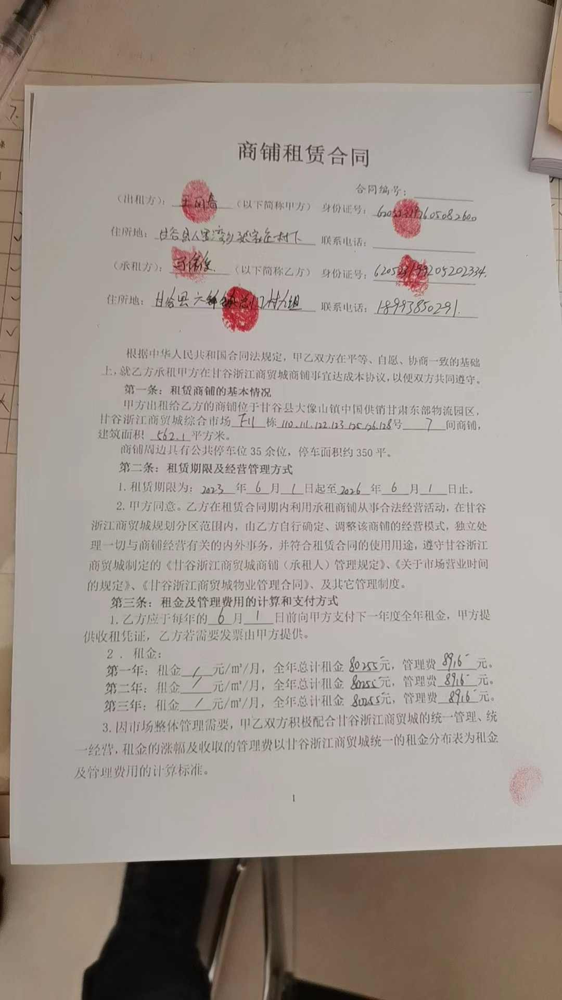 商铺租赁合同
合同编号：
（出租方）： （以下简称甲方） 身份证号：
住所地：甘谷县 联系电话：
（承租方）： （以下简称乙方） 身份证号：620523199205202334.
住所地：甘谷县六峰镇 门村九组 联系电话：18993850291.
根据中华人民共和国合同法规定，甲乙双方在平等、自愿、协商一致的基础
上，就乙方承租甲方在甘谷浙江商贸城商铺事宜达成本协议，以便双方共同遵守。
第一条：租赁商铺的基本情况
甲方出租给乙方的商铺位于甘谷县大像山镇中国供销甘肃东部物流园区，
甘谷浙江商贸城综合市场 栋 110.111.122.123 125.126.128号 7 间商铺，
建筑面积 562.1 平方米。
商铺周边具有公共停车位 35 余位，停车面积约 350 平。
第二条：租赁期限及经营管理方式
1.租赁期限为：2023 年 6 月 1 日起至 2026 年 6 月 1 日止。
2.甲方同意。乙方在租赁合同期内利用承租商铺从事合法经营活动，在甘谷
浙江商贸城规划分区范围内，由乙方自行确定、调整该商铺的经营模式，独立处
理一切与商铺经营有关的内外事务，并符合租赁合同的使用用途，遵守甘谷浙江
商贸城制定的《甘谷浙江商贸城商铺（承租人）管理规定》、《关于市场营业时间
的规定》、《甘谷浙江商贸城物业管理合同》、及其它管理制度。
第三条：租金及管理费用的计算和支付方式
1.乙方应于每年的 6 月 1 日前向甲方支付下一年度全年租金，甲方提
供收租凭证，乙方若需要发票由甲方提供。
2．租金：
第一年：租金 / 元/㎡/月，全年总计租金 80255元，管理费 8916 元。
第二年：租金 / 元/㎡/月，全年总计租金 80255元，管理费 8916 元。
第三年：租金 / 元/㎡/月，全年总计租金 80255元，管理费 8916 元。
3.因市场整体管理需要，甲乙双方积极配合甘谷浙江商贸城的统一管理、统
一经营，租金的涨幅及收取的管理费以甘谷浙江商贸城统一的租金分布表为租金
及管理费用的计算标准。
1